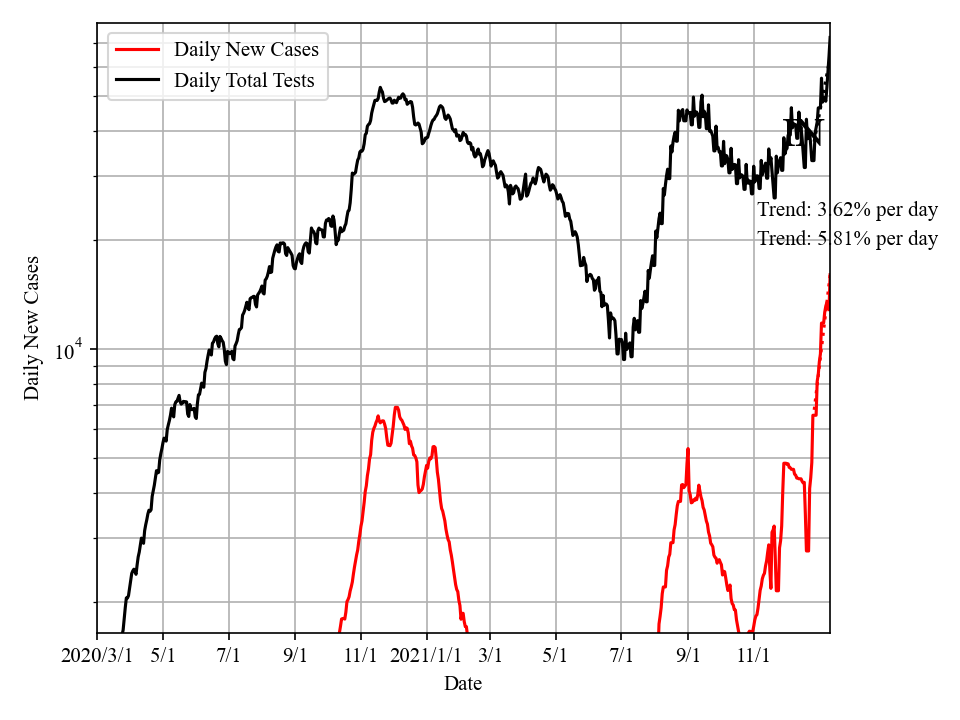 Daily New Cases
Daily Total Tests
IN
Trend: 3.62% per day
Trend: 5.81% per day
Daily New Cases
10^4
2020/3/1 5/1 7/1 9/1 11/1 2021/1/1 3/1 5/1 7/1 9/1 11/1
Date